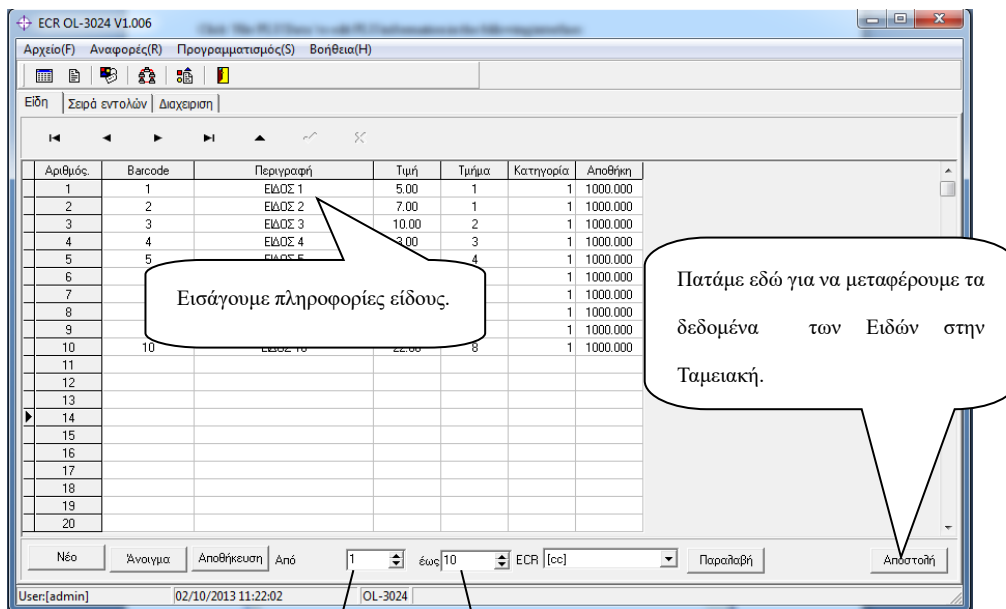 ECR OL-3024 V1.006
Αρχείο(F) Αναφορές(R) Προγραμματισμός(S) Βοήθεια(H)
Είδη Σειρά εντολών Διαχειριση
Αριθμός. Barcode Περιγραφή Τιμή Τμήμα Κατηγορία Αποθήκη
1 1 ΕΙΔΟΣ 1 5.00 1 1 1000.000
2 2 ΕΙΔΟΣ 2 7.00 1 1 1000.000
3 3 ΕΙΔΟΣ 3 10.00 2 1 1000.000
4 4 ΕΙΔΟΣ 4 3 1 1000.000
5 5 4 1 1000.000
6 1 1000.000
7 1 1000.000
8 1 1000.000
9 1 1000.000
10 10 8 1 1000.000
11
12
13
14
15
16
17
18
19
20
Εισάγουμε πληροφορίες είδους.
Πατάμε εδώ για να μεταφέρουμε τα
δεδομένα των Ειδών στην
Ταμειακή.
Νέο Άνοιγμα Αποθήκευση Από 1 έως 10 ECR [cc] Παραλαβή Αποστολή
User:[admin] 02/10/2013 11:22:02 OL-3024